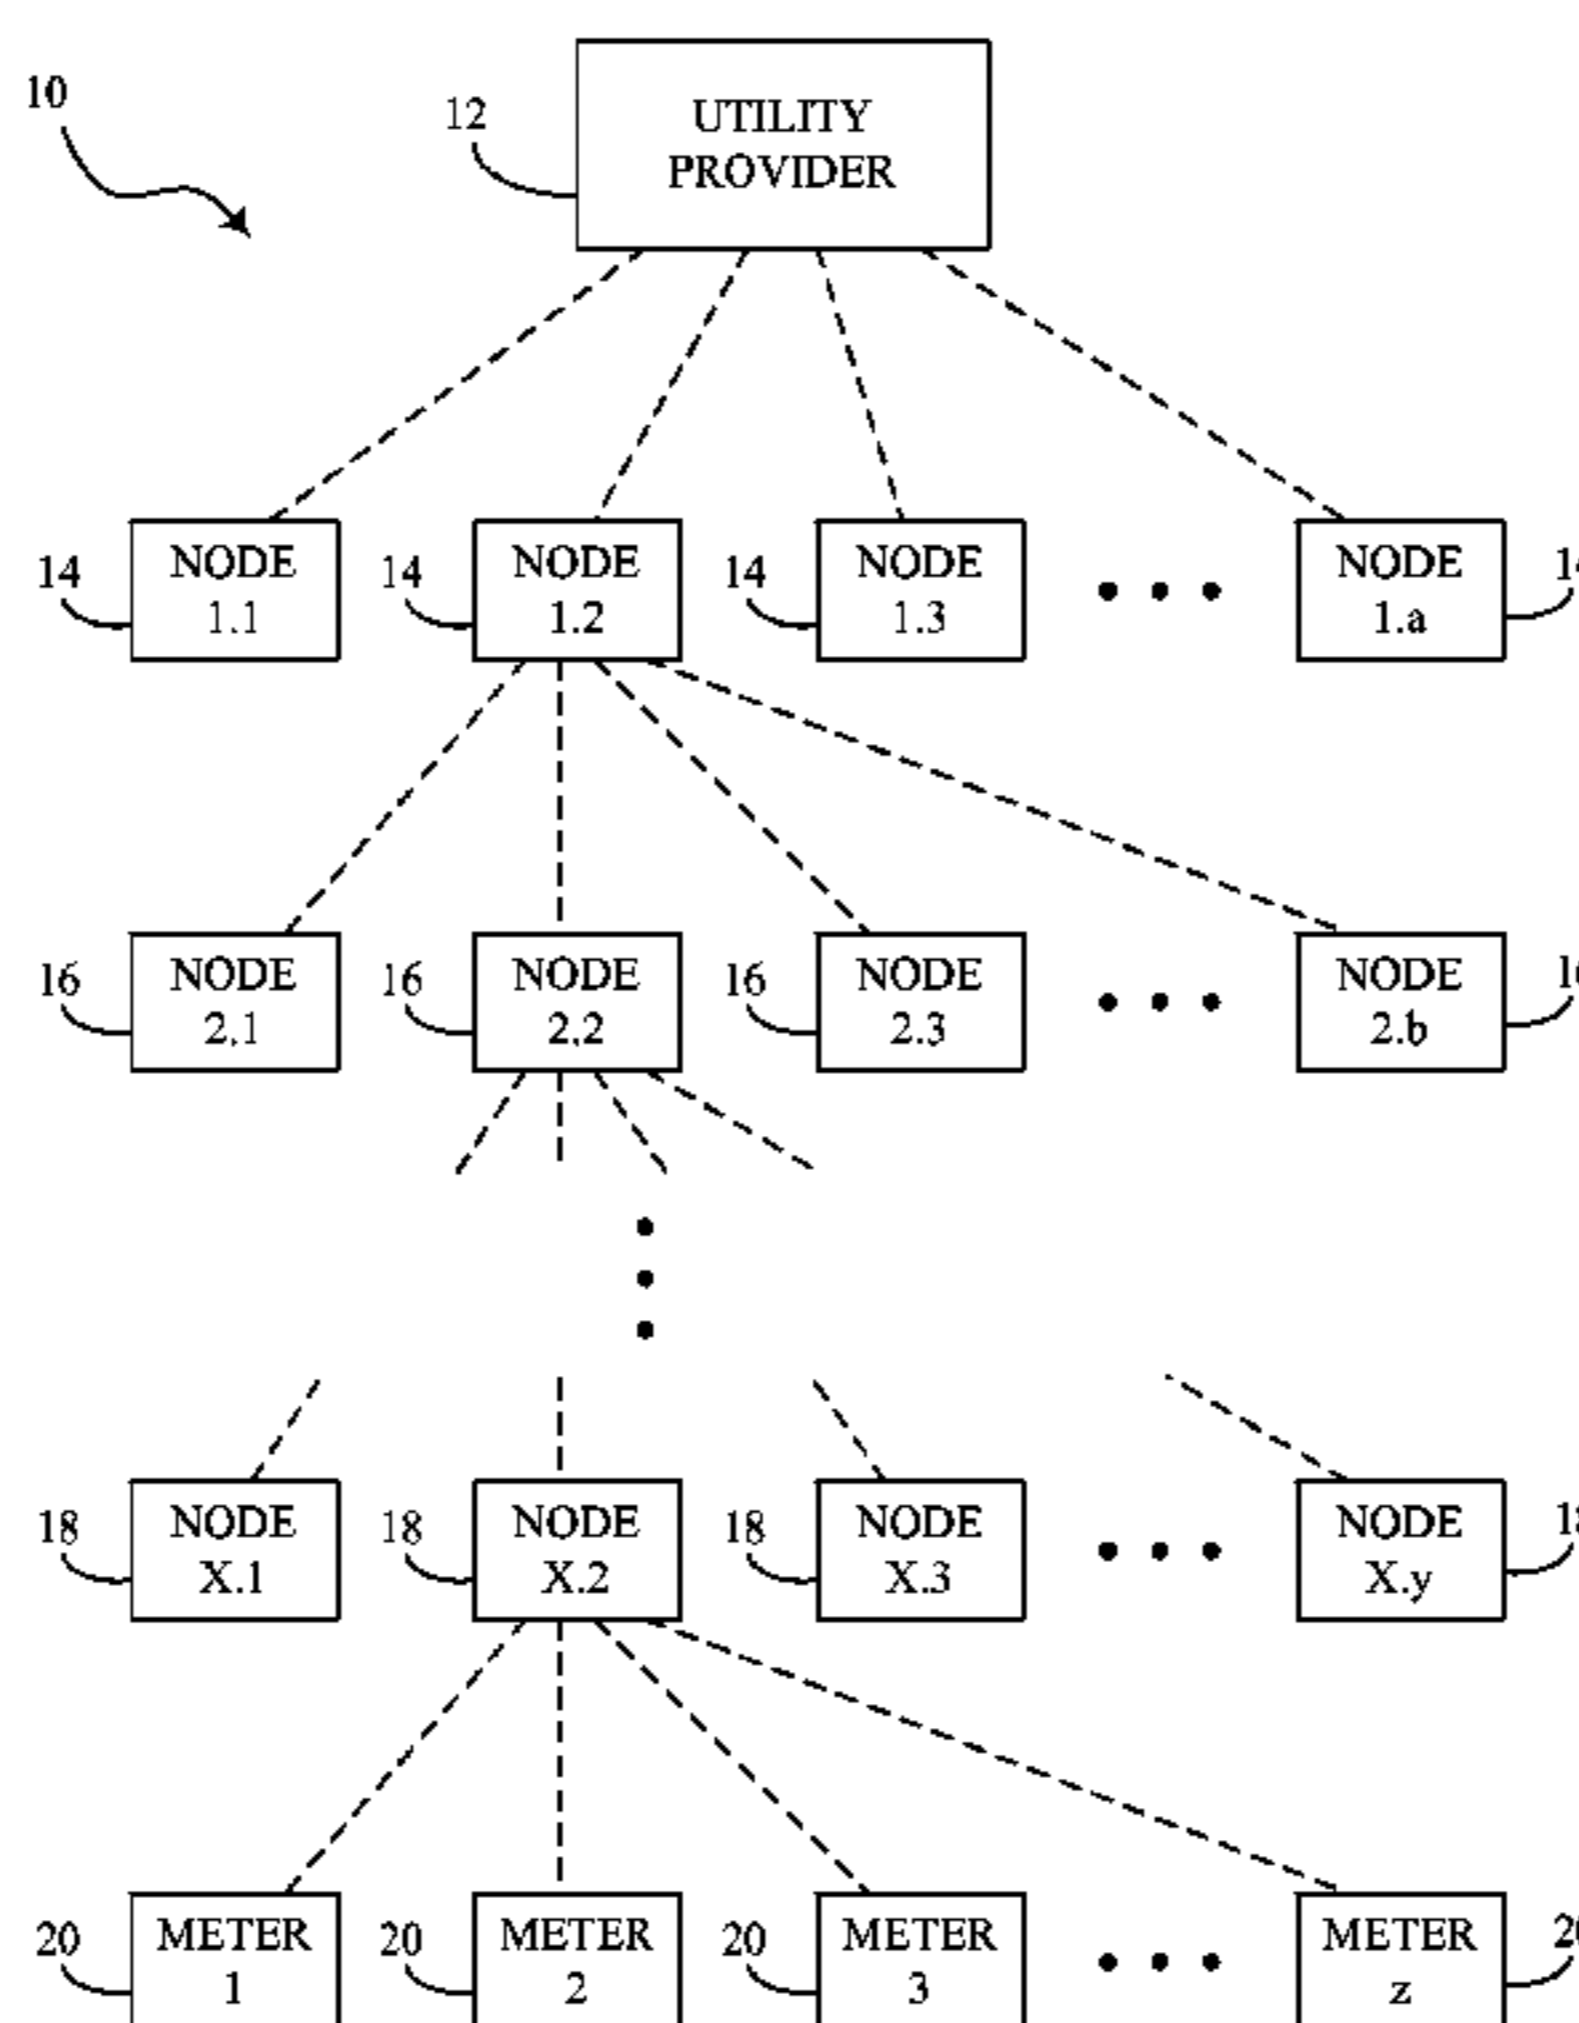 10
12
UTILITY
PROVIDER
14
NODE
1.1
14
NODE
1.2
14
NODE
1.3
NODE
1.a
16
NODE
2.1
16
NODE
2.2
16
NODE
2.3
NODE
2.b
18
NODE
X.1
18
NODE
X.2
18
NODE
X.3
NODE
X.y
20
METER
1
20
METER
2
20
METER
3
METER
z